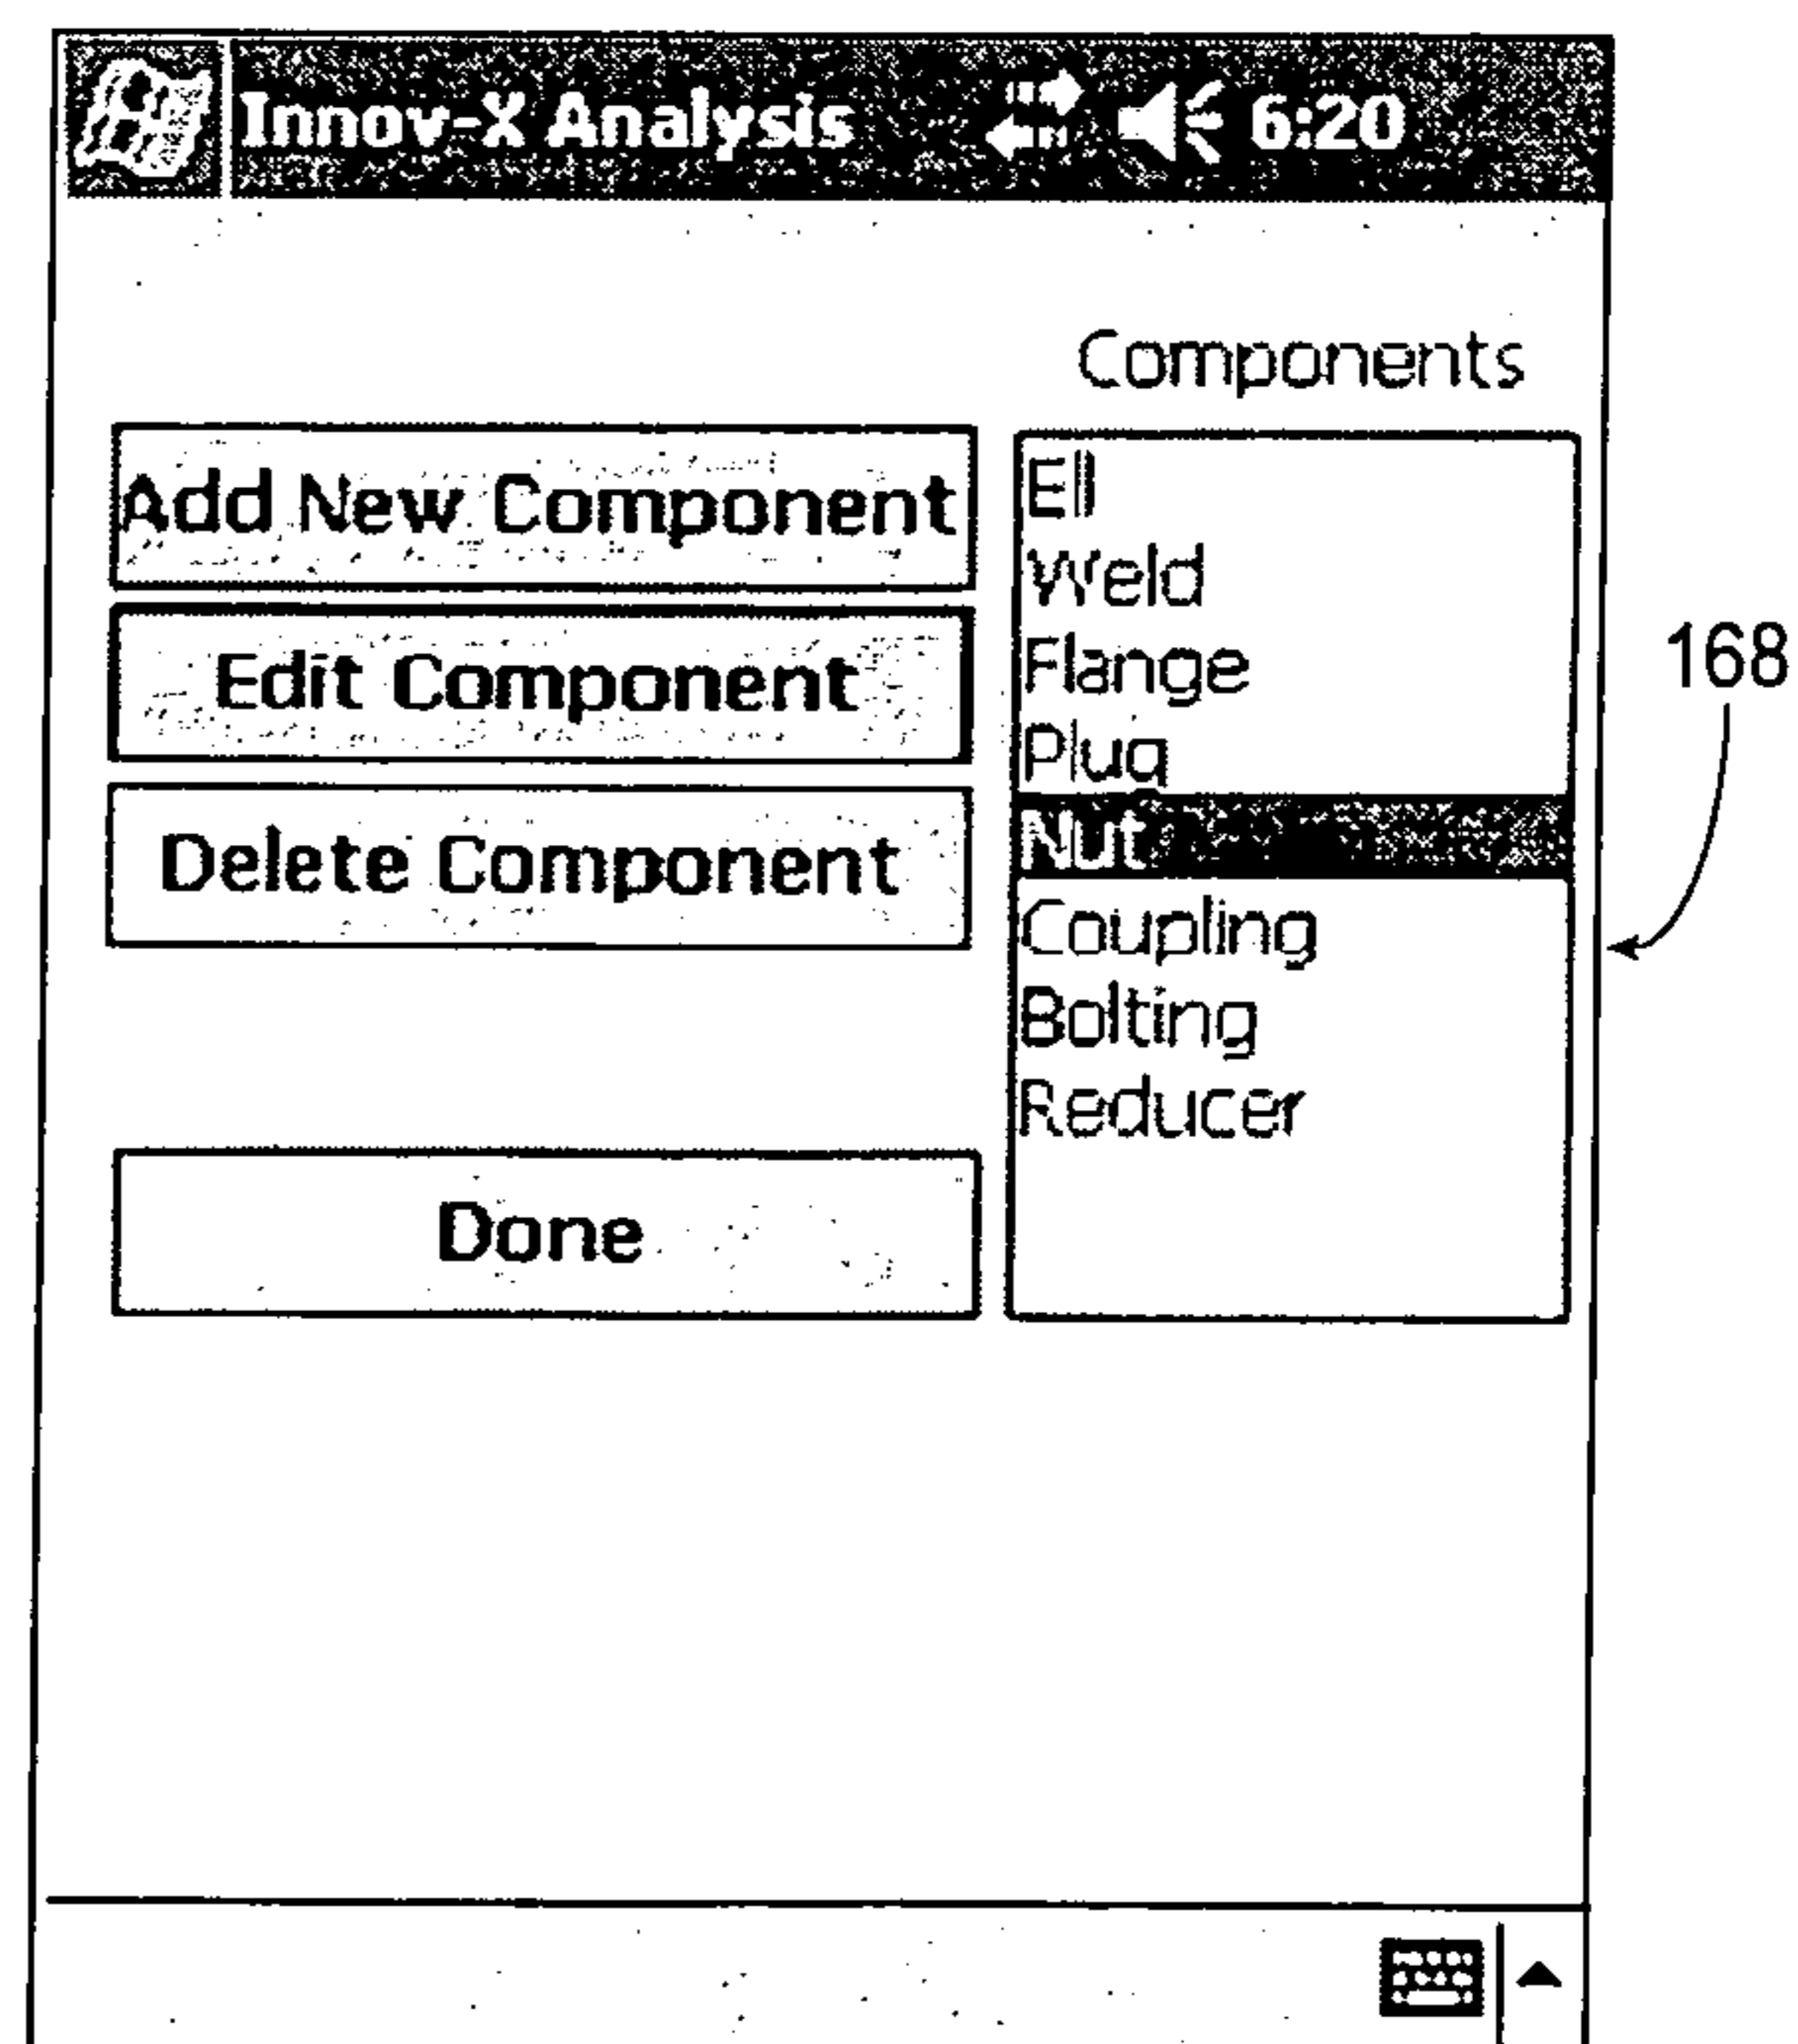 Innov-X Analysis 6:20
Components
Add New Component
Edit Component
Delete Component
Done
Ell
Weld
Flange
Plug
Nut
Coupling
Bolting
Reducer
168